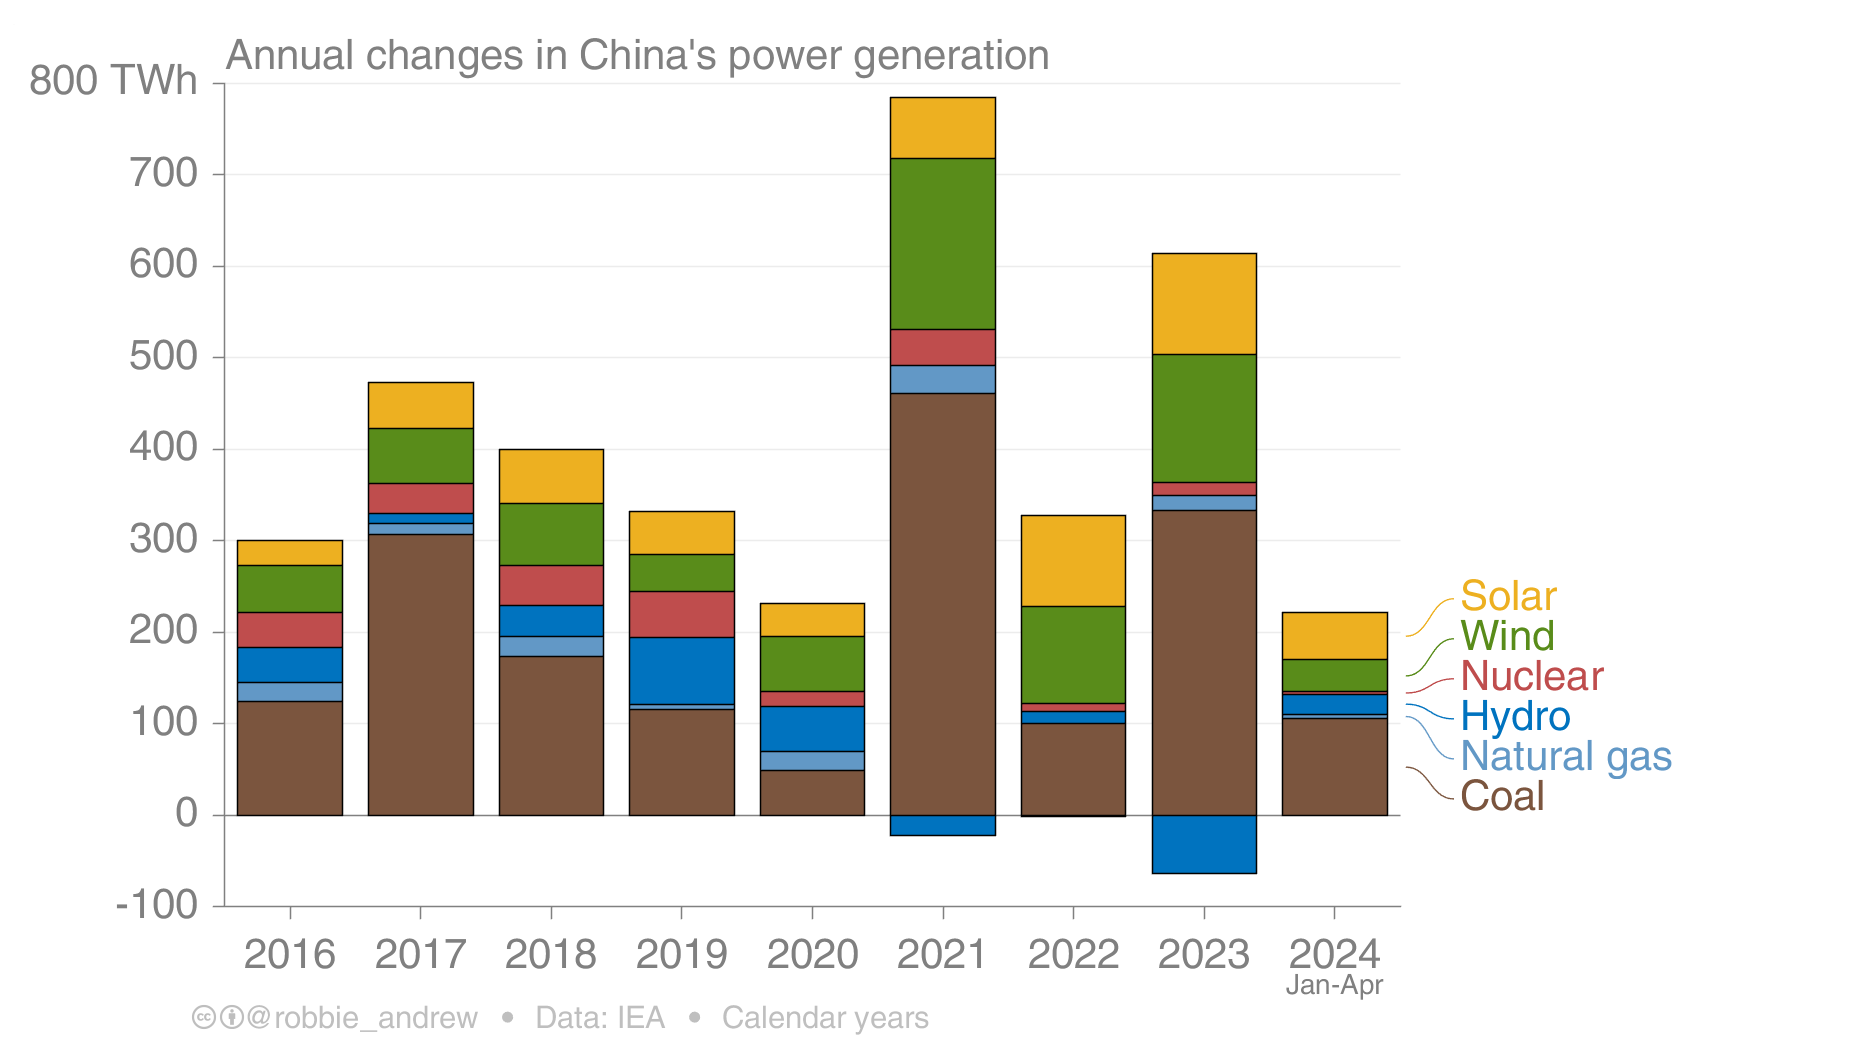 Annual changes in China's power generation
800 TWh
700
600
500
400
300
200
100
0
-100
Solar
Wind
Nuclear
Hydro
Natural gas
Coal
2016 2017 2018 2019 2020 2021 2022 2023 2024
Jan-Apr
@robbie_andrew • Data: IEA • Calendar years